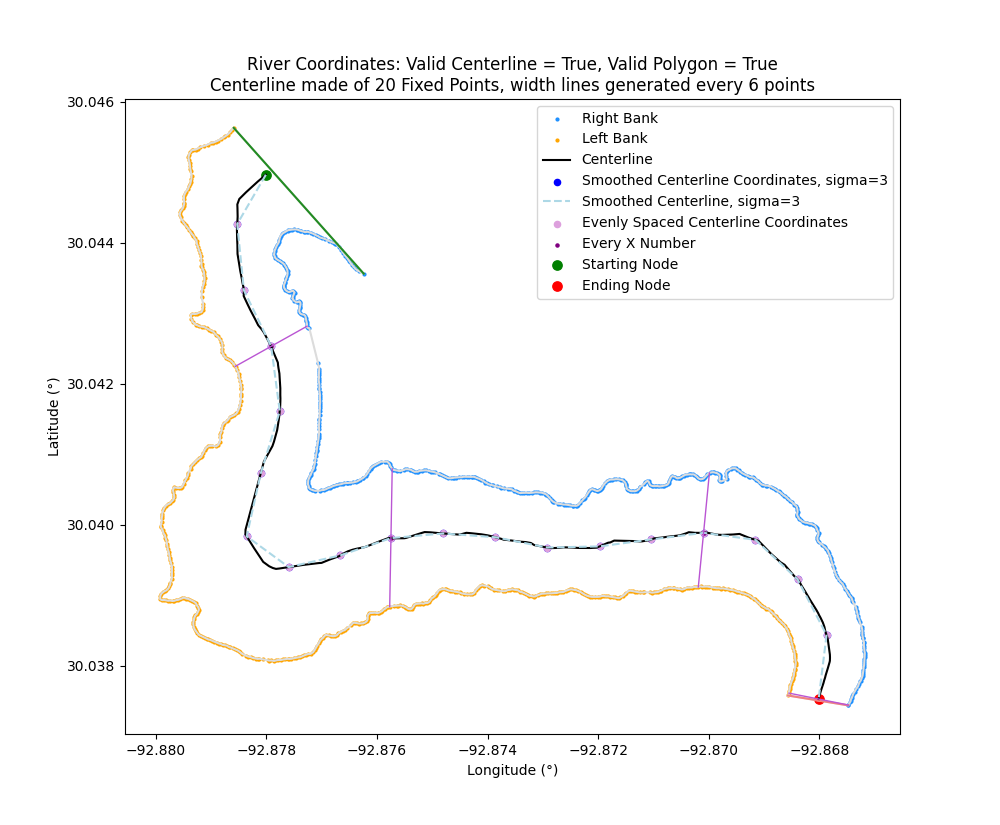 River Coordinates: Valid Centerline = True, Valid Polygon = True
Centerline made of 20 Fixed Points, width lines generated every 6 points
Right Bank
Left Bank
Centerline
Smoothed Centerline Coordinates, sigma=3
Smoothed Centerline, sigma=3
Evenly Spaced Centerline Coordinates
Every X Number
Starting Node
Ending Node
30.046
30.044
30.042
30.040
30.038
Latitude (°)
−92.880 −92.878 −92.876 −92.874 −92.872 −92.870 −92.868
Longitude (°)